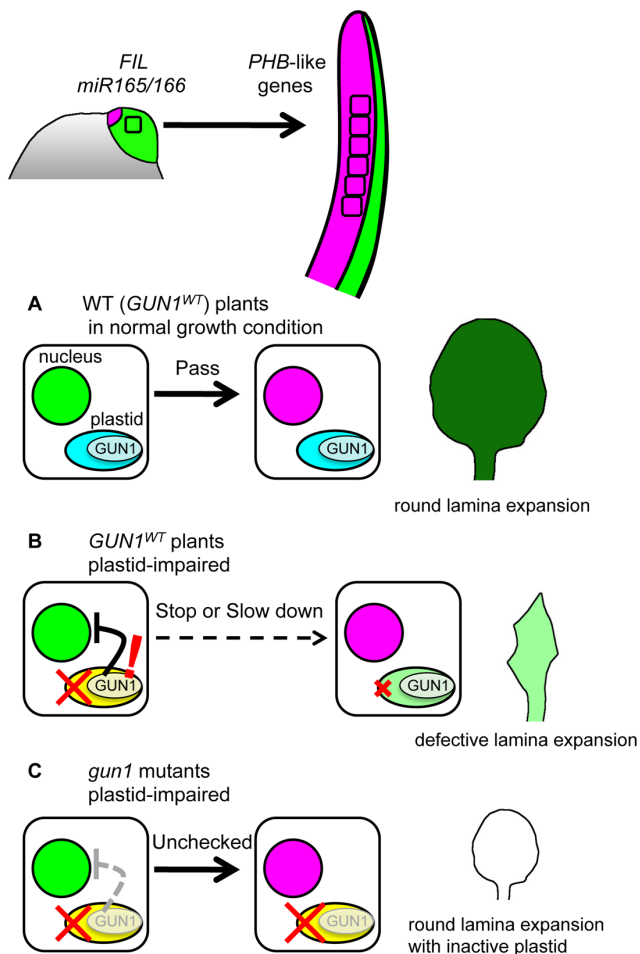 FIL
miR165/166
PHB-like
genes
A WT (GUN1WT) plants
in normal growth condition
nucleus
Pass
plastid
GUN1
GUN1
round lamina expansion
B GUN1WT plants
plastid-impaired
Stop or Slow down
!
GUN1
GUN1
defective lamina expansion
C gun1 mutants
plastid-impaired
Unchecked
GUN1
GUN1
round lamina expansion
with inactive plastid